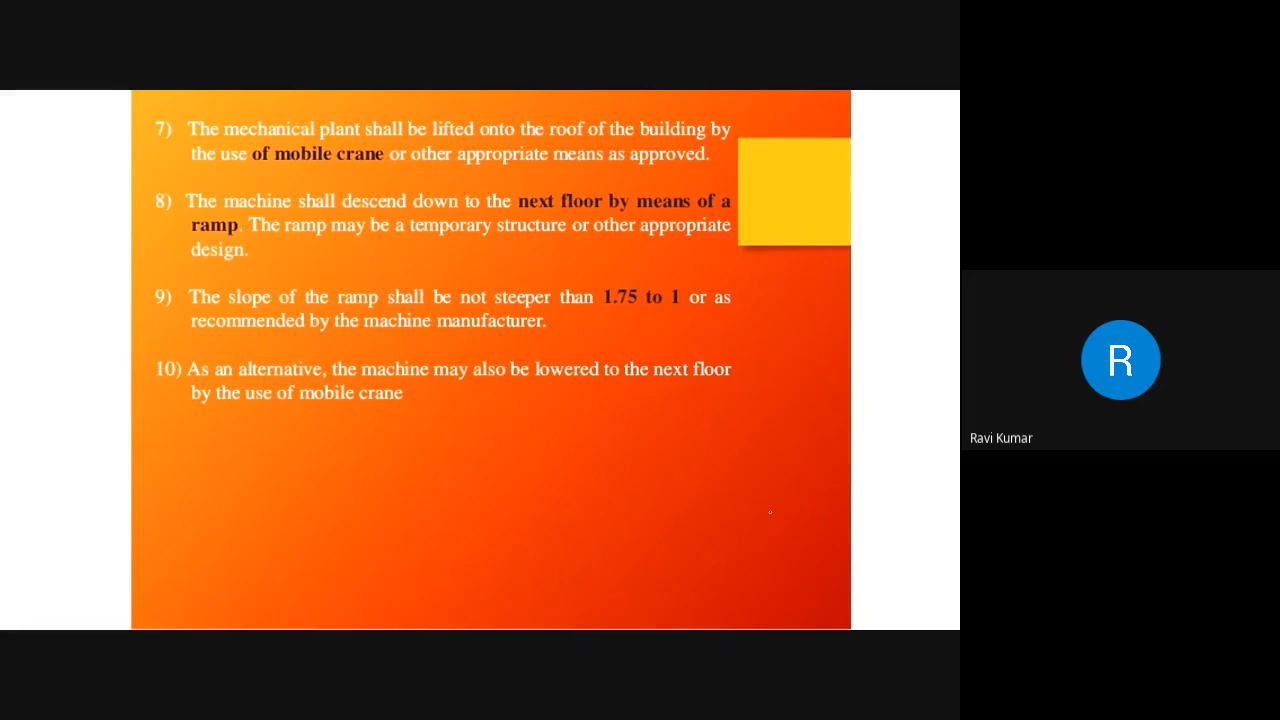 7) The mechanical plant shall be lifted onto the roof of the building by
the use of mobile crane or other appropriate means as approved.
8) The machine shall descend down to the next floor by means of a
ramp. The ramp may be a temporary structure or other appropriate
design.
9) The slope of the ramp shall be not steeper than 1.75 to 1 or as
recommended by the machine manufacturer.
10) As an alternative, the machine may also be lowered to the next floor
by the use of mobile crane
R
Ravi Kumar